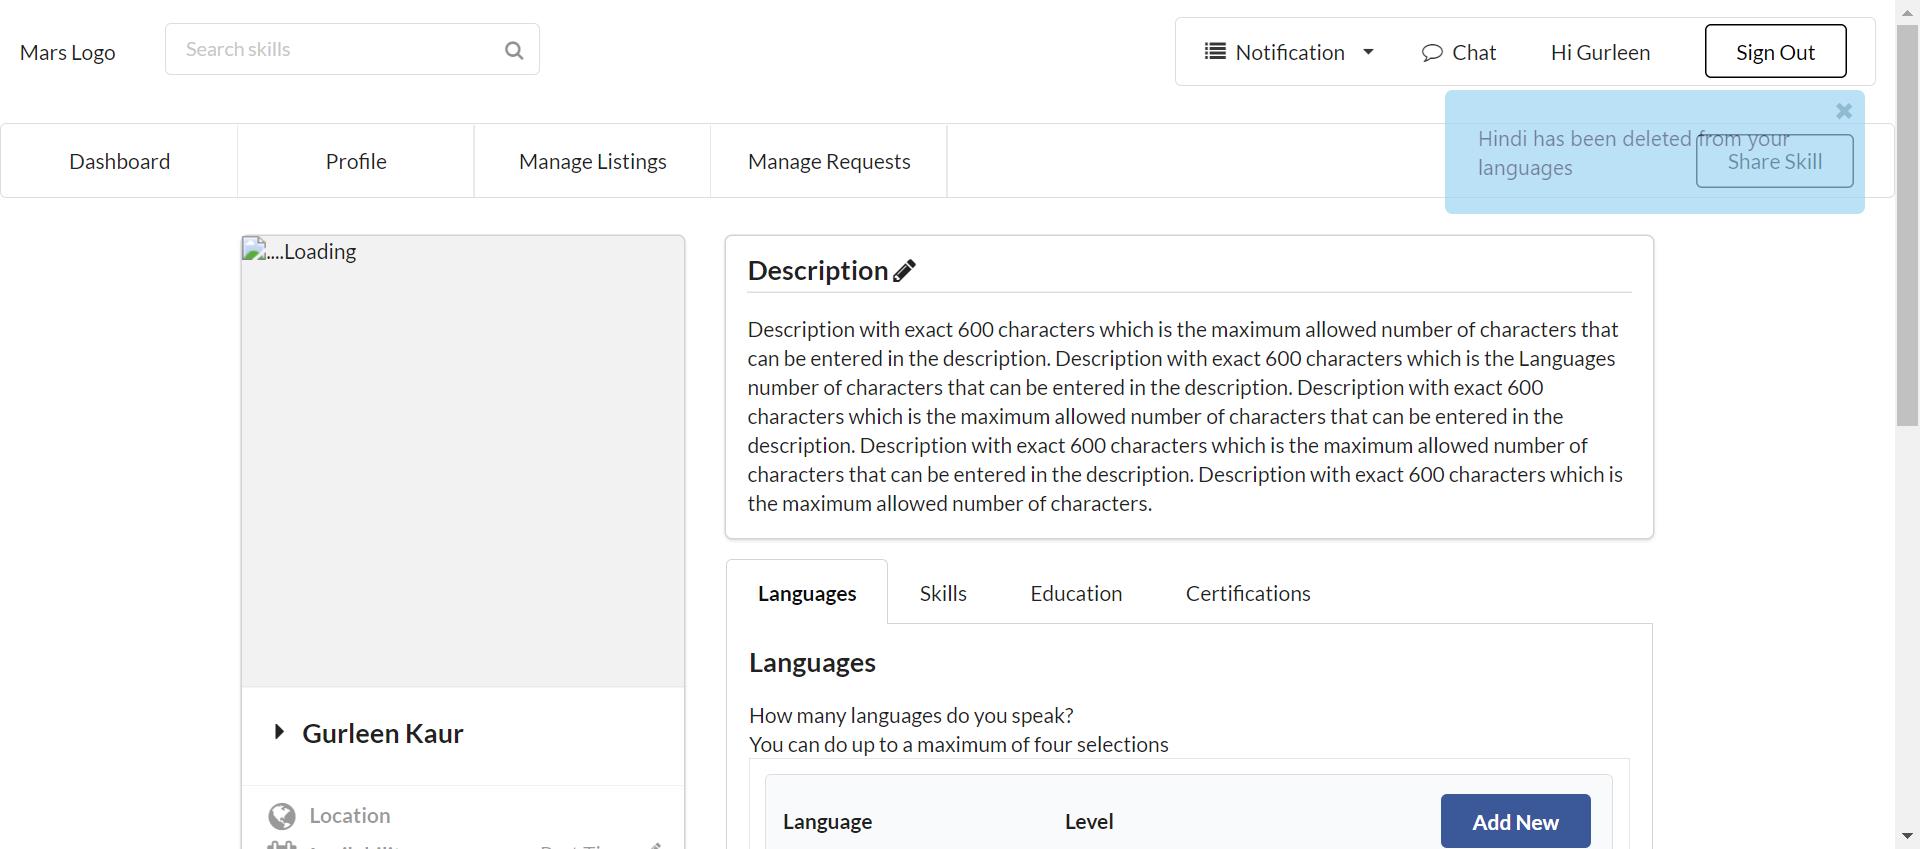 Mars Logo
Search skills
Notification
Chat
Hi Gurleen
Sign Out
Hindi has been deleted from your
languages
Dashboard
Profile
Manage Listings
Manage Requests
Share Skill
....Loading
Description
Description with exact 600 characters which is the maximum allowed number of characters that
can be entered in the description. Description with exact 600 characters which is the Languages
number of characters that can be entered in the description. Description with exact 600
characters which is the maximum allowed number of characters that can be entered in the
description. Description with exact 600 characters which is the maximum allowed number of
characters that can be entered in the description. Description with exact 600 characters which is
the maximum allowed number of characters.
Languages
Skills
Education
Certifications
Languages
How many languages do you speak?
You can do up to a maximum of four selections
Language
Level
Add New
Gurleen Kaur
Location